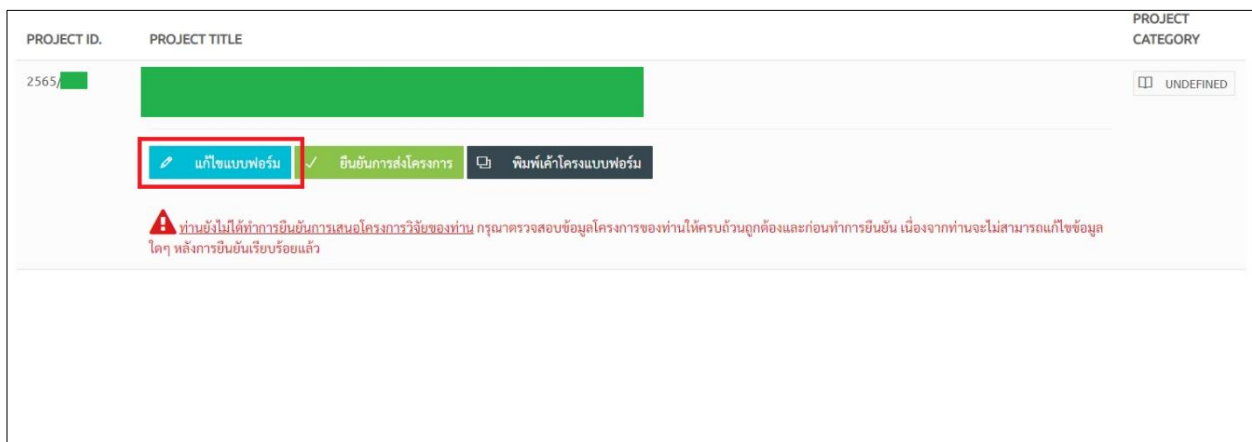 PROJECT ID.
PROJECT TITLE
PROJECT
CATEGORY
2565/
UNDEFINED
แก้ไขแบบฟอร์ม
ยืนยันการส่งโครงการ
พิมพ์เค้าโครงแบบฟอร์ม
ท่านยังไม่ได้ทำการยืนยันการเสนอโครงการวิจัยของท่าน กรุณาตรวจสอบข้อมูลโครงการของท่านให้ครบถ้วนถูกต้องและก่อนทำการยืนยัน เนื่องจากท่านจะไม่สามารถแก้ไขข้อมูล
ใดๆ หลังการยืนยันเรียบร้อยแล้ว